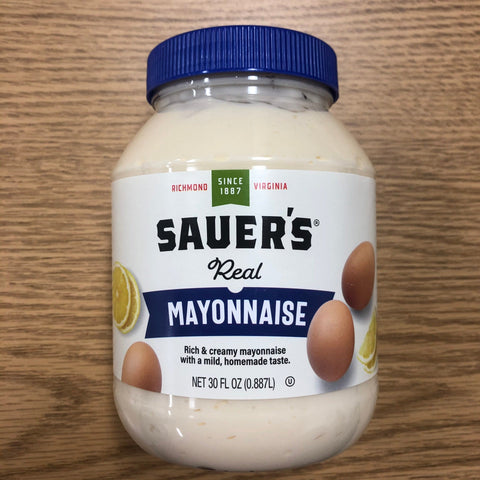 RICHMOND SINCE 1887 VIRGINIA
SAUER'S®
Real
MAYONNAISE
Rich & creamy mayonnaise
with a mild, homemade taste.
NET 30 FL OZ (0.887L) U